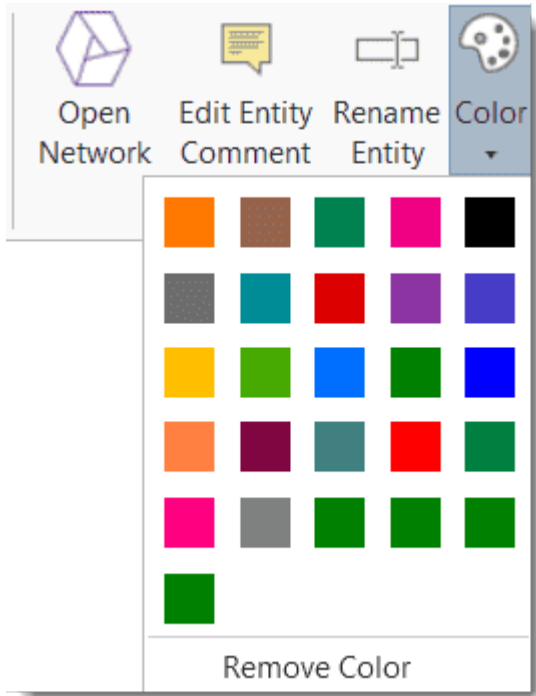 Open
Network
Edit Entity
Comment
Rename
Entity
Color
Remove Color